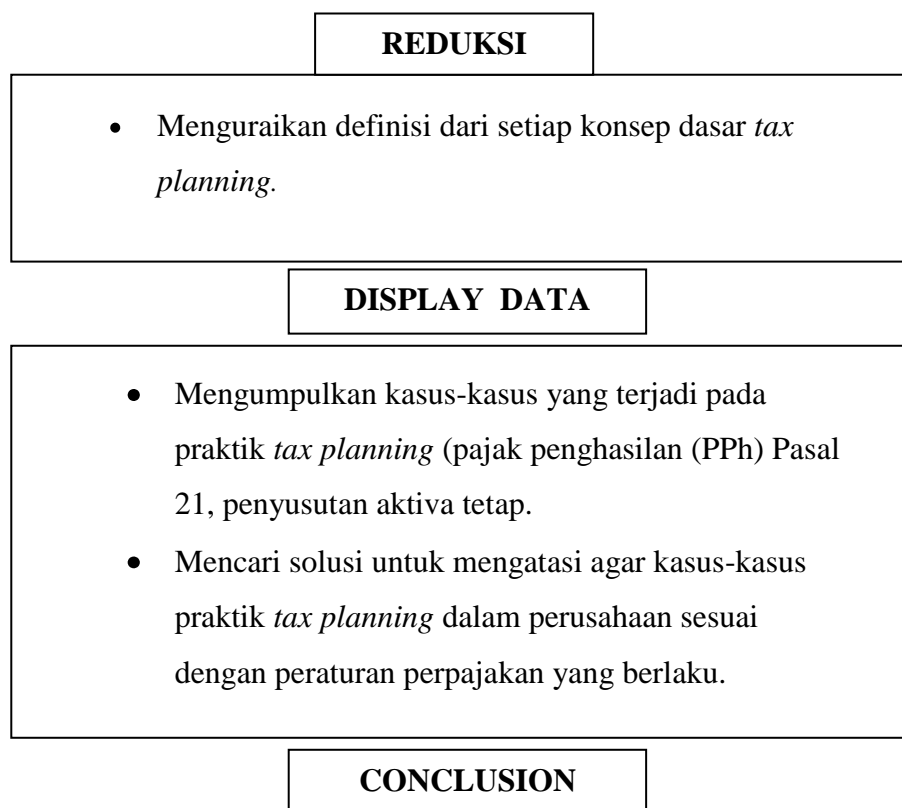 REDUKSI
• Menguraikan definisi dari setiap konsep dasar tax
planning.
DISPLAY DATA
• Mengumpulkan kasus-kasus yang terjadi pada
praktik tax planning (pajak penghasilan (PPh) Pasal
21, penyusutan aktiva tetap.
• Mencari solusi untuk mengatasi agar kasus-kasus
praktik tax planning dalam perusahaan sesuai
dengan peraturan perpajakan yang berlaku.
CONCLUSION